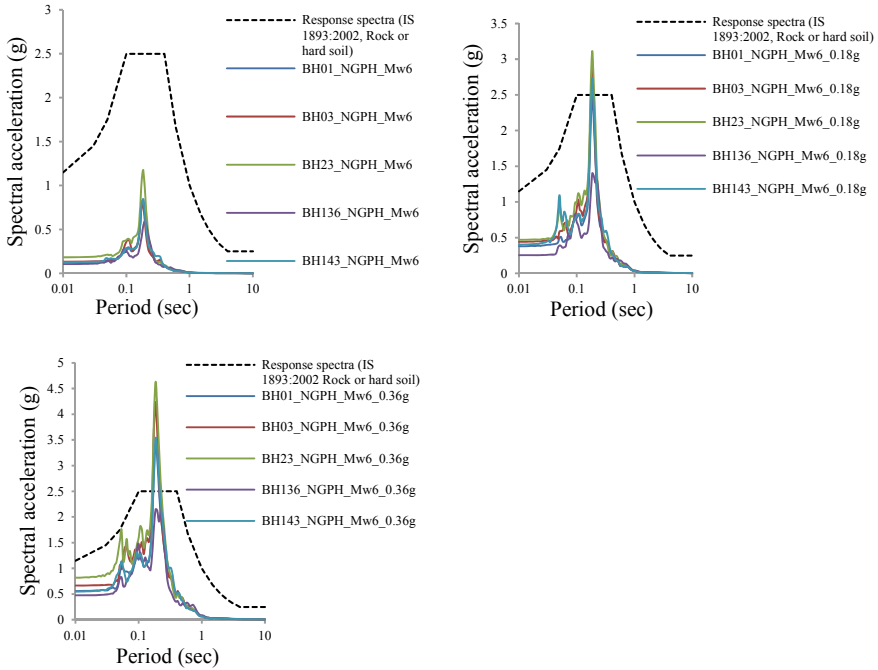 Spectral acceleration (g)
3
2.5
2
1.5
1
0.5
0
0.01
0.1
1
10
Period (sec)
Response spectra (IS
1893:2002, Rock or
hard soil)
BH01_NGPH_Mw6
BH03_NGPH_Mw6
BH23_NGPH_Mw6
BH136_NGPH_Mw6
BH143_NGPH_Mw6
Spectral acceleration (g)
3.5
3
2.5
2
1.5
1
0.5
0
0.01
0.1
1
10
Period (sec)
Response spectra (IS
1893:2002, Rock or
hard soil)
BH01_NGPH_Mw6_0.18g
BH03_NGPH_Mw6_0.18g
BH23_NGPH_Mw6_0.18g
BH136_NGPH_Mw6_0.18g
BH143_NGPH_Mw6_0.18g
Spectral acceleration (g)
5
4.5
4
3.5
3
2.5
2
1.5
1
0.5
0
0.01
0.1
1
10
Period (sec)
Response spectra (IS
1893:2002 Rock or hard soil)
BH01_NGPH_Mw6_0.36g
BH03_NGPH_Mw6_0.36g
BH23_NGPH_Mw6_0.36g
BH136_NGPH_Mw6_0.36g
BH143_NGPH_Mw6_0.36g